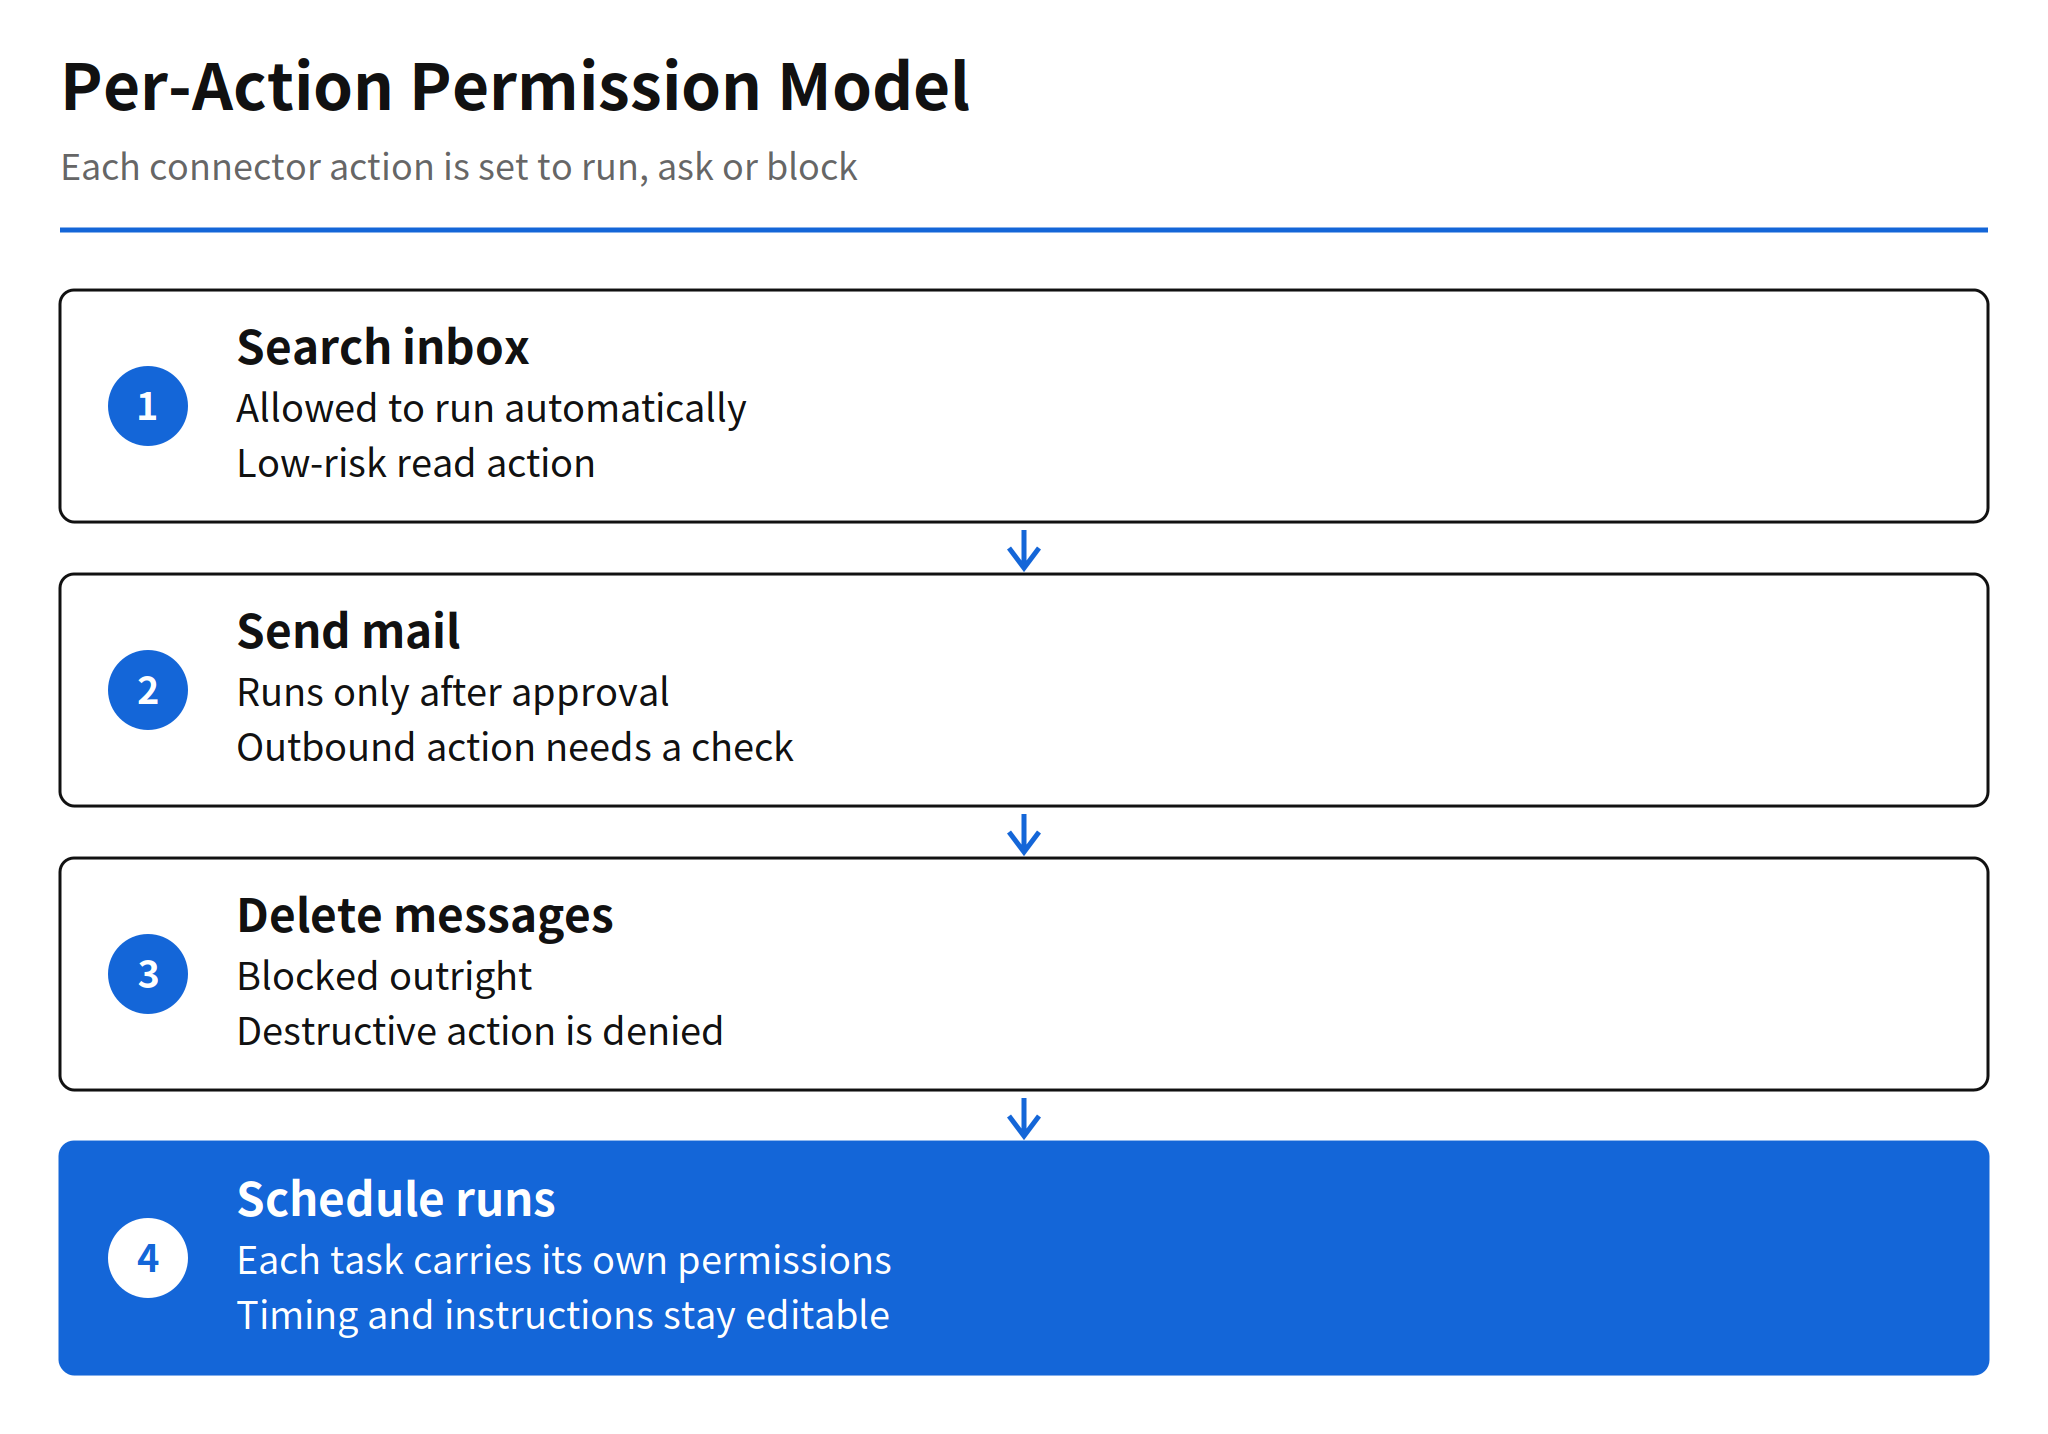 Per-Action Permission Model
Each connector action is set to run, ask or block
1
Search inbox
Allowed to run automatically
Low-risk read action
2
Send mail
Runs only after approval
Outbound action needs a check
3
Delete messages
Blocked outright
Destructive action is denied
4
Schedule runs
Each task carries its own permissions
Timing and instructions stay editable